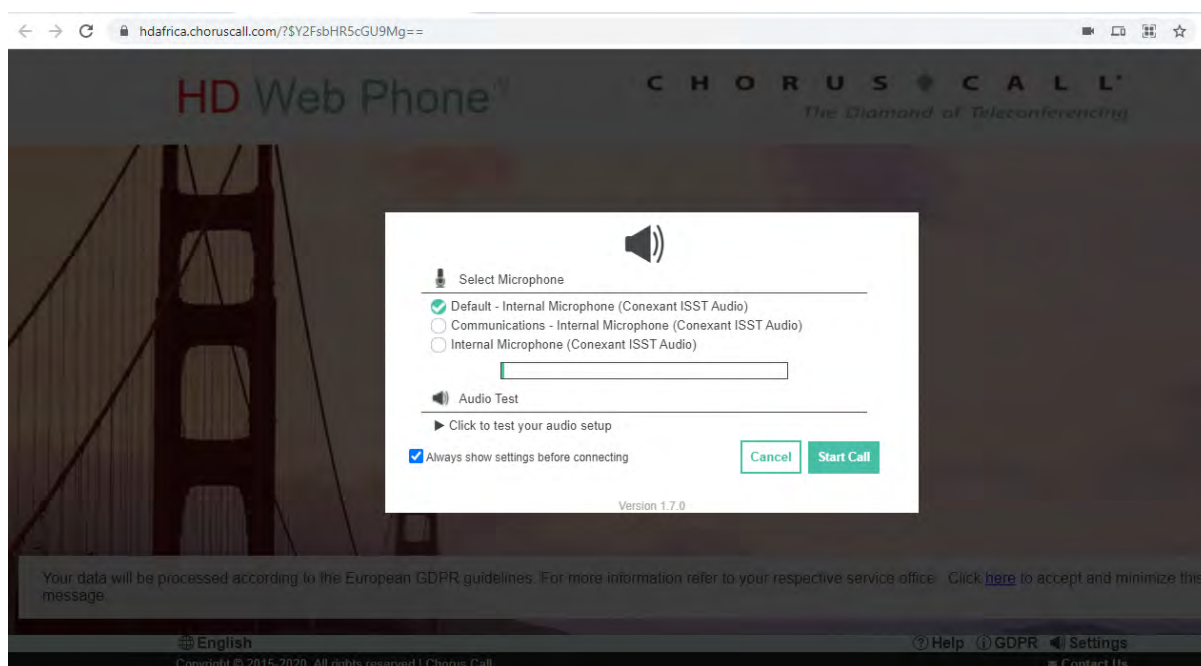 hdafrica.choruscall.com/?$Y2FsbHR5cGU9Mg==
HD Web Phone
CHORUS CALL
The Diamond of Teleconferencing
Select Microphone
Default - Internal Microphone (Conexant ISST Audio)
Communications - Internal Microphone (Conexant ISST Audio)
Internal Microphone (Conexant ISST Audio)
Audio Test
Click to test your audio setup
Always show settings before connecting
Cancel
Start Call
Version 1.7.0
Your data will be processed according to the European GDPR guidelines. For more information refer to your respective service office. Click here to accept and minimize this
message
English
Help GDPR Settings
Copyright © 2015-2020. All rights reserved | Chorus Call
Contact Us